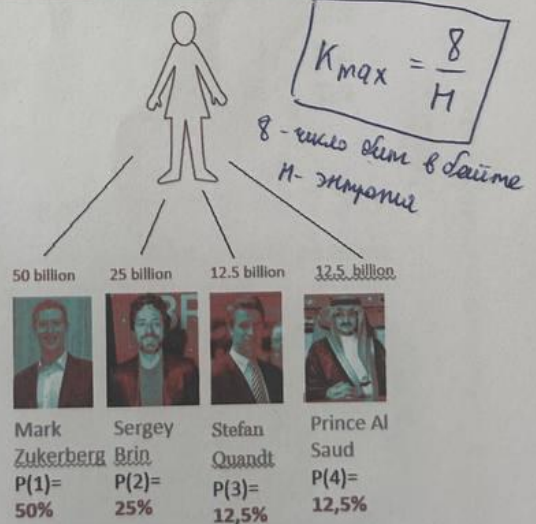 Kmax = 8/H
8 - число бит в байте
H - энтропия
50 billion 25 billion 12.5 billion 12.5 billion
BF
Mark Sergey Stefan Prince Al
Zukerberg Brin Quandt Saud
P(1)= P(2)= P(3)= P(4)=
50% 25% 12,5% 12,5%